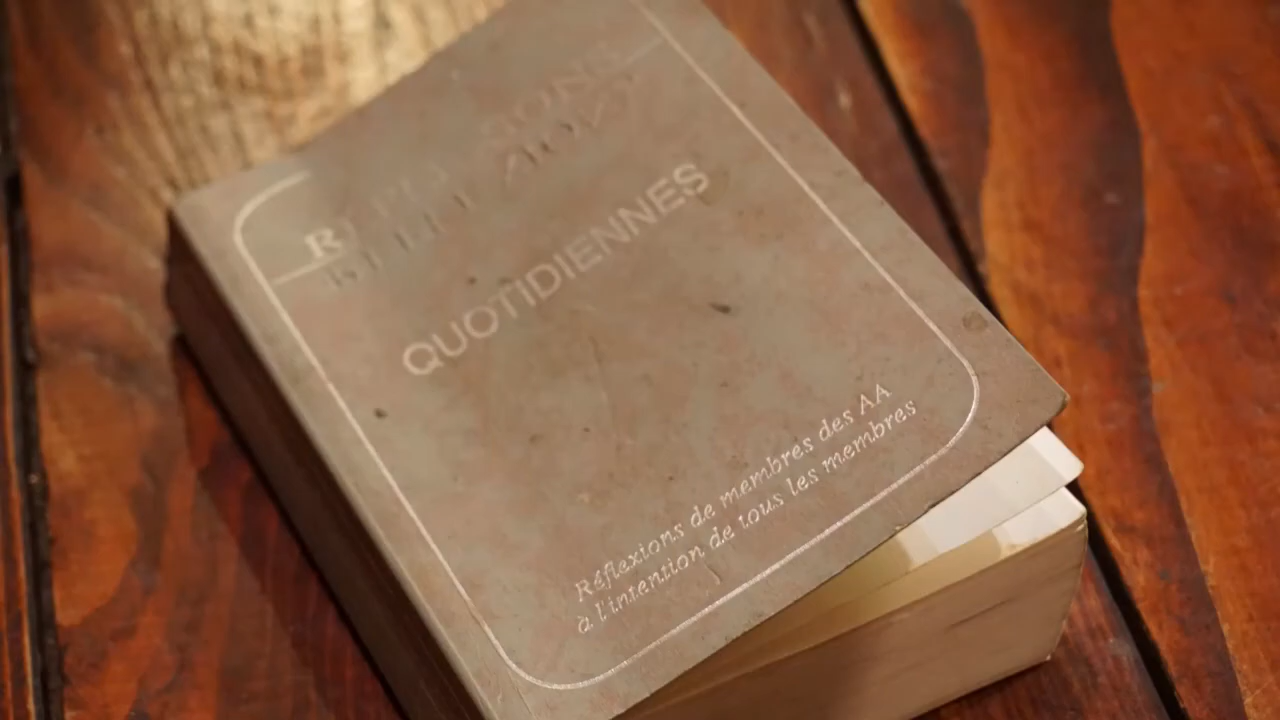 QUOTIDIENNES
Réflexions de membres des AA
à l'intention de tous les membres